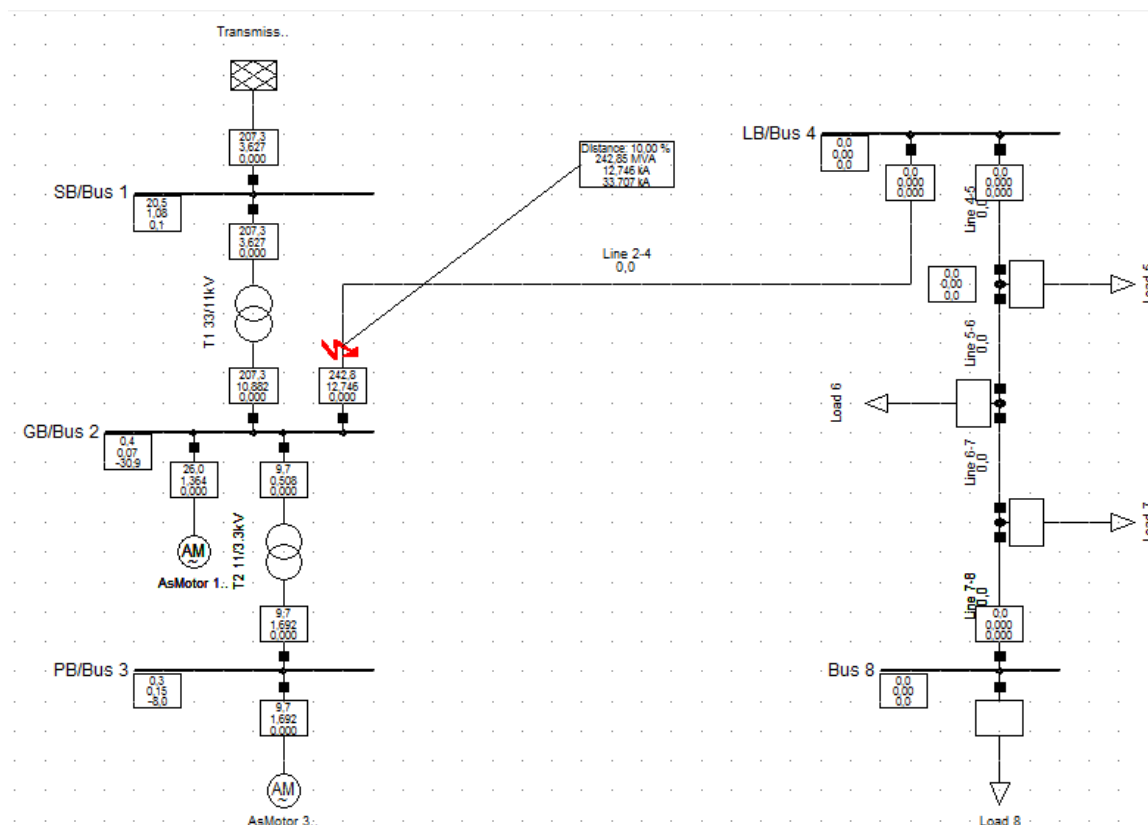 Transmiss..
207,3
3,627
0,000
SB/Bus 1
20,5
1,08
0,1
207,3
3,627
0,000
T1 33/11kV
207,3
10,882
0,000
Distance: 10,00 %
242,85 MVA
12,746 kA
33,707 kA
Line 2-4
0,0
242,8
12,746
0,000
GB/Bus 2
0,4
0,07
-30,9
26,0
1,364
0,000
AM
~
AsMotor 1..
9,7
0,508
0,000
T2 11/3.3kV
9,7
1,692
0,000
PB/Bus 3
0,3
0,15
-8,0
9,7
1,692
0,000
AM
~
AsMotor 3..
LB/Bus 4
0,0
0,00
0,0
0,0
0,000
0,000
0,0
0,000
0,000
Line 4-5
0,0
0,0
0,00
0,0
Line 5-6
0,0
Load 6
Line 6-7
0,0
Load 7
Line 7-8
0,0
0,0
0,000
0,000
Bus 8
0,0
0,00
0,0
Load 8